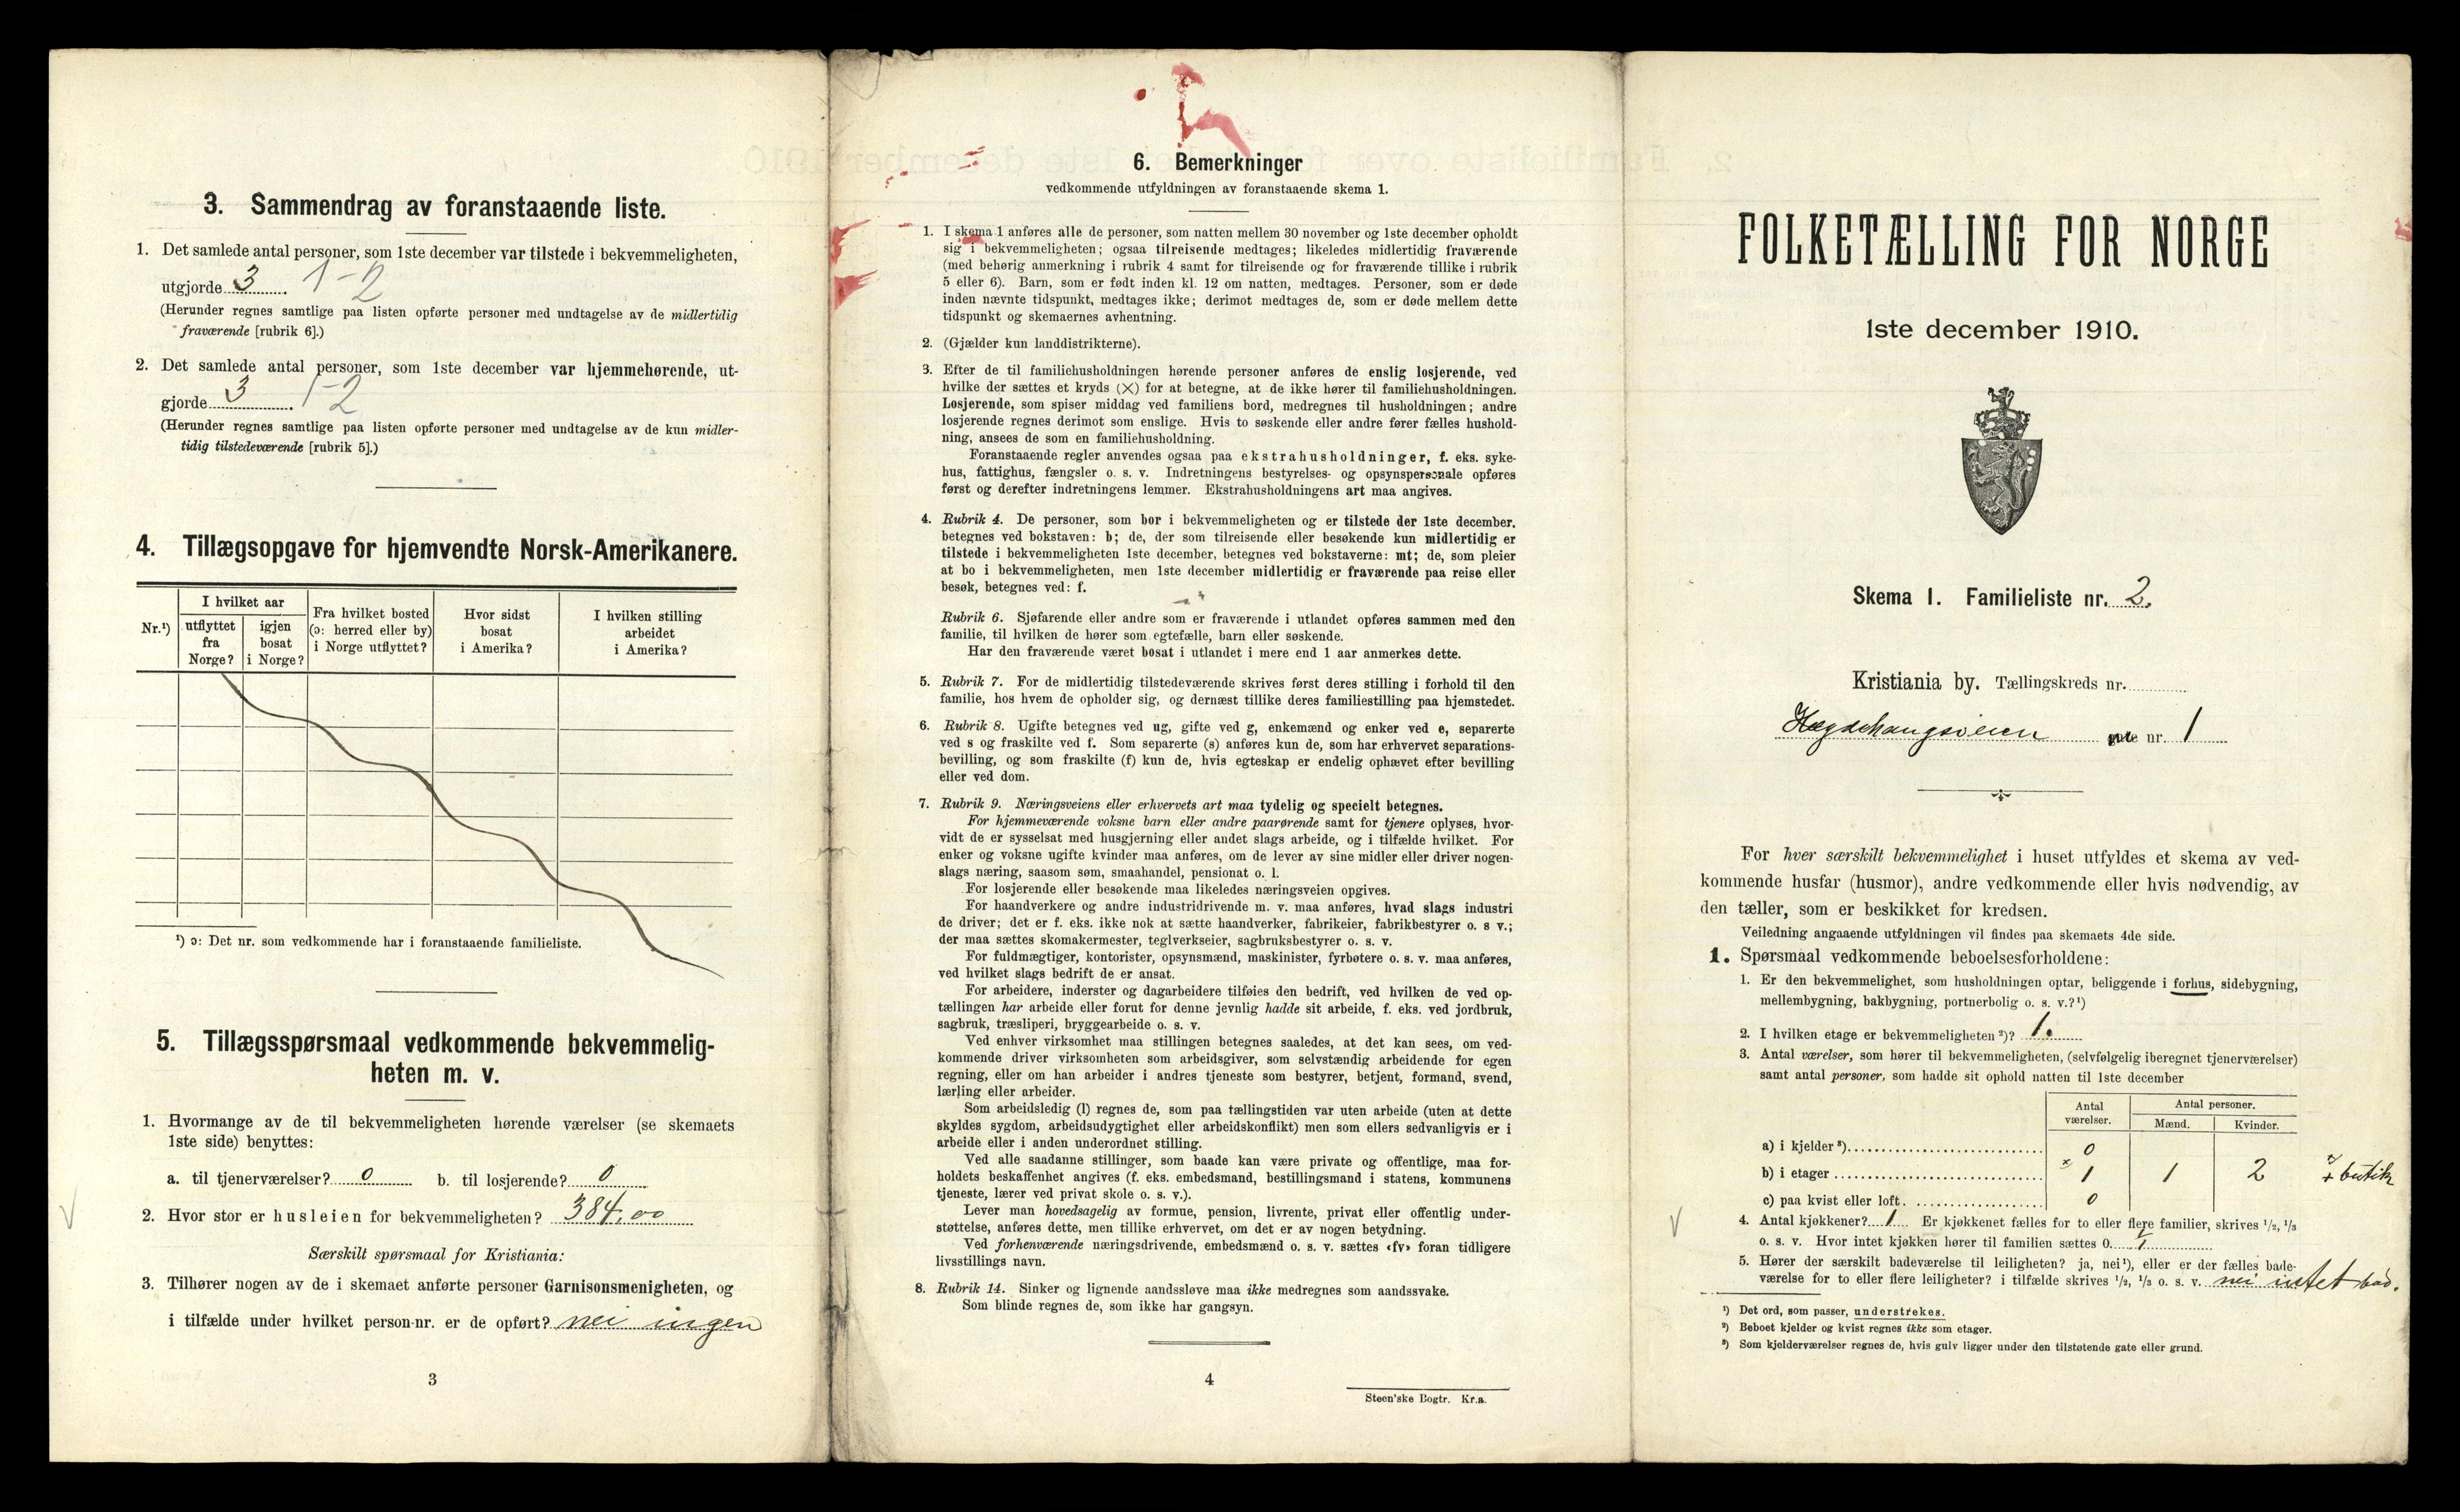 3. Sammendrag av foranstaaende liste.
1. Det samlede antal personer, som 1ste december var tilstede i bekvemmeligheten,
utgjorde 3 1-2
(Herunder regnes samtlige paa listen opførte personer med undtagelse av de midlertidig
fraværende [rubrik 6].)
2. Det samlede antal personer, som 1ste december var hjemmehørende, ut-
gjorde 3 1-2
(Herunder regnes samtlige paa listen opførte personer med undtagelse av de kun midler-
tidig tilstedeværende [rubrik 5].)
4. Tillægsopgave for hjemvendte Norsk-Amerikanere.
Nr.¹)
I hvilket aar
utflyttet
fra
Norge?
igjen
bosat
i Norge?
Fra hvilket bosted
(ɔ: herred eller by)
i Norge utflyttet?
Hvor sidst
bosat
i Amerika?
I hvilken stilling
arbeidet
i Amerika?
¹) ɔ: Det nr. som vedkommende har i foranstaaende familieliste.
5. Tillægsspørsmaal vedkommende bekvemmelig-
heten m. v.
1. Hvormange av de til bekvemmeligheten hørende værelser (se skemaets
1ste side) benyttes:
a. til tjenerværelser? 0 b. til losjerende? 0
2. Hvor stor er husleien for bekvemmeligheten? 384,00
Særskilt spørsmaal for Kristiania:
3. Tilhører nogen av de i skemaet anførte personer Garnisonsmenigheten, og
i tilfælde under hvilket person-nr. er de opført? nei ingen
3
6. Bemerkninger
vedkommende utfyldningen av foranstaaende skema 1.
1. I skema 1 anføres alle de personer, som natten mellem 30 november og 1ste december opholdt
sig i bekvemmeligheten; ogsaa tilreisende medtages; likeledes midlertidig fraværende
(med behørig anmerkning i rubrik 4 samt for tilreisende og for fraværende tillike i rubrik
5 eller 6). Barn, som er født inden kl. 12 om natten, medtages. Personer, som er døde
inden nævnte tidspunkt, medtages ikke; derimot medtages de, som er døde mellem dette
tidspunkt og skemaernes avhentning.
2. (Gjælder kun landdistrikterne).
3. Efter de til familiehusholdningen hørende personer anføres de enslig losjerende, ved
hvilke der sættes et kryds (×) for at betegne, at de ikke hører til familiehusholdningen.
Losjerende, som spiser middag ved familiens bord, medregnes til husholdningen; andre
losjerende regnes derimot som enslige. Hvis to søskende eller andre fører fælles hushold-
ning, ansees de som en familiehusholdning.
Foranstaaende regler anvendes ogsaa paa ekstrahusholdninger, f. eks. syke-
hus, fattighus, fængsler o. s. v. Indretningens bestyrelses- og opsynspersonale opføres
først og derefter indretningens lemmer. Ekstrahusholdningens art maa angives.
4. Rubrik 4. De personer, som bor i bekvemmeligheten og er tilstede der 1ste december,
betegnes ved bokstaven: b; de, der som tilreisende eller besøkende kun midlertidig er
tilstede i bekvemmeligheten 1ste december, betegnes ved bokstaverne: mt; de, som pleier
at bo i bekvemmeligheten, men 1ste december midlertidig er fraværende paa reise eller
besøk, betegnes ved: f.
Rubrik 6. Sjøfarende eller andre som er fraværende i utlandet opføres sammen med den
familie, til hvilken de hører som egtefælle, barn eller søskende.
Har den fraværende været bosat i utlandet i mere end 1 aar anmerkes dette.
5. Rubrik 7. For de midlertidig tilstedeværende skrives først deres stilling i forhold til den
familie, hos hvem de opholder sig, og dernæst tillike deres familiestilling paa hjemstedet.
6. Rubrik 8. Ugifte betegnes ved ug, gifte ved g, enkemænd og enker ved e, separerte
ved s og fraskilte ved f. Som separerte (s) anføres kun de, som har erhvervet separations-
bevilling, og som fraskilte (f) kun de, hvis egteskap er endelig ophævet efter bevilling
eller ved dom.
7. Rubrik 9. Næringsveiens eller erhvervets art maa tydelig og specielt betegnes.
For hjemmeværende voksne barn eller andre paarørende samt for tjenere oplyses, hvor-
vidt de er sysselsat med husgjerning eller andet slags arbeide, og i tilfælde hvilket. For
enker og voksne ugifte kvinder maa anføres, om de lever av sine midler eller driver nogen-
slags næring, saasom søm, smaahandel, pensionat o. l.
For losjerende eller besøkende maa likeledes næringsveien opgives.
For haandverkere og andre industridrivende m. v. maa anføres, hvad slags industri
de driver; det er f. eks. ikke nok at sætte haandverker, fabrikeier, fabrikbestyrer o. s v.;
der maa sættes skomakermester, teglverkseier, sagbruksbestyrer o. s. v.
For fuldmægtiger, kontorister, opsynsmænd, maskinister, fyrbøtere o. s. v. maa anføres,
ved hvilket slags bedrift de er ansat.
For arbeidere, inderster og dagarbeidere tilføies den bedrift, ved hvilken de ved op-
tællingen har arbeide eller forut for denne jevnlig hadde sit arbeide, f. eks. ved jordbruk,
sagbruk, træsliperi, bryggearbeide o. s. v.
Ved enhver virksomhet maa stillingen betegnes saaledes, at det kan sees, om ved-
kommende driver virksomheten som arbeidsgiver, som selvstændig arbeidende for egen
regning, eller om han arbeider i andres tjeneste som bestyrer, betjent, formand, svend,
lærling eller arbeider.
Som arbeidsledig (l) regnes de, som paa tællingstiden var uten arbeide (uten at dette
skyldes sygdom, arbeidsudygtighet eller arbeidskonflikt) men som ellers sedvanligvis er i
arbeide eller i anden underordnet stilling.
Ved alle saadanne stillinger, som baade kan være private og offentlige, maa for-
holdets beskaffenhet angives (f. eks. embedsmand, bestillingsmand i statens, kommunens
tjeneste, lærer ved privat skole o. s. v.).
Lever man hovedsagelig av formue, pension, livrente, privat eller offentlig under-
støttelse, anføres dette, men tillike erhvervet, om det er av nogen betydning.
Ved forhenværende næringsdrivende, embedsmænd o. s. v. sættes «fv» foran tidligere
livsstillings navn.
8. Rubrik 14. Sinker og lignende aandssløve maa ikke medregnes som aandssvake.
Som blinde regnes de, som ikke har gangsyn.
4
Steen'ske Bogtr. Kr.a.
FOLKETÆLLING FOR NORGE
1ste december 1910.
Skema I. Familieliste nr. 2.
Kristiania by. Tællingskreds nr.
Hægdehaugsveien nr. 1
For hver særskilt bekvemmelighet i huset utfyldes et skema av ved-
kommende husfar (husmor), andre vedkommende eller hvis nødvendig, av
den tæller, som er beskikket for kredsen.
Veiledning angaaende utfyldningen vil findes paa skemaets 4de side.
1. Spørsmaal vedkommende beboelsesforholdene:
1. Er den bekvemmelighet, som husholdningen optar, beliggende i forhus, sidebygning,
mellembygning, bakbygning, portnerbolig o. s. v.?¹)
2. I hvilken etage er bekvemmeligheten²)? 1.
3. Antal værelser, som hører til bekvemmeligheten, (selvfølgelig iberegnet tjenerværelser)
samt antal personer, som hadde sit ophold natten til 1ste december
Antal
værelser.
Antal personer.
Mænd. Kvinder.
a) i kjelder³) 0
b) i etager x 1 1 2 + butik
c) paa kvist eller loft. 0
4. Antal kjøkkener? 1 Er kjøkkenet fælles for to eller flere familier, skrives 1/2, 1/3
o. s. v. Hvor intet kjøkken hører til familien sættes 0.
5. Hører der særskilt badeværelse til leiligheten? ja, nei¹), eller er der fælles bade-
værelse for to eller flere leiligheter? i tilfælde skrives 1/2, 1/3 o. s. v. nei intet bad.
¹) Det ord, som passer, understrekes.
²) Beboet kjelder og kvist regnes ikke som etager.
³) Som kjelderværelser regnes de, hvis gulv ligger under den tilstøtende gate eller grund.